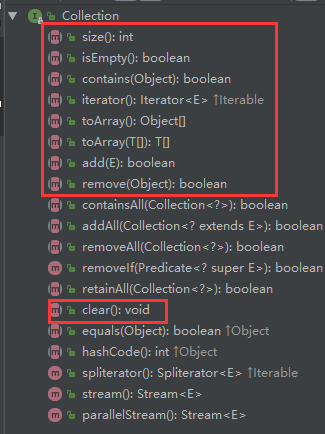 Collection
size(): int
isEmpty(): boolean
contains(Object): boolean
iterator(): Iterator<E> ↑Iterable
toArray(): Object[]
toArray(T[]): T[]
add(E): boolean
remove(Object): boolean
containsAll(Collection<?>): boolean
addAll(Collection<? extends E>): boolean
removeAll(Collection<?>): boolean
removeIf(Predicate<? super E>): boolean
retainAll(Collection<?>): boolean
clear(): void
equals(Object): boolean ↑Object
hashCode(): int ↑Object
spliterator(): Spliterator<E> ↑Iterable
stream(): Stream<E>
parallelStream(): Stream<E>